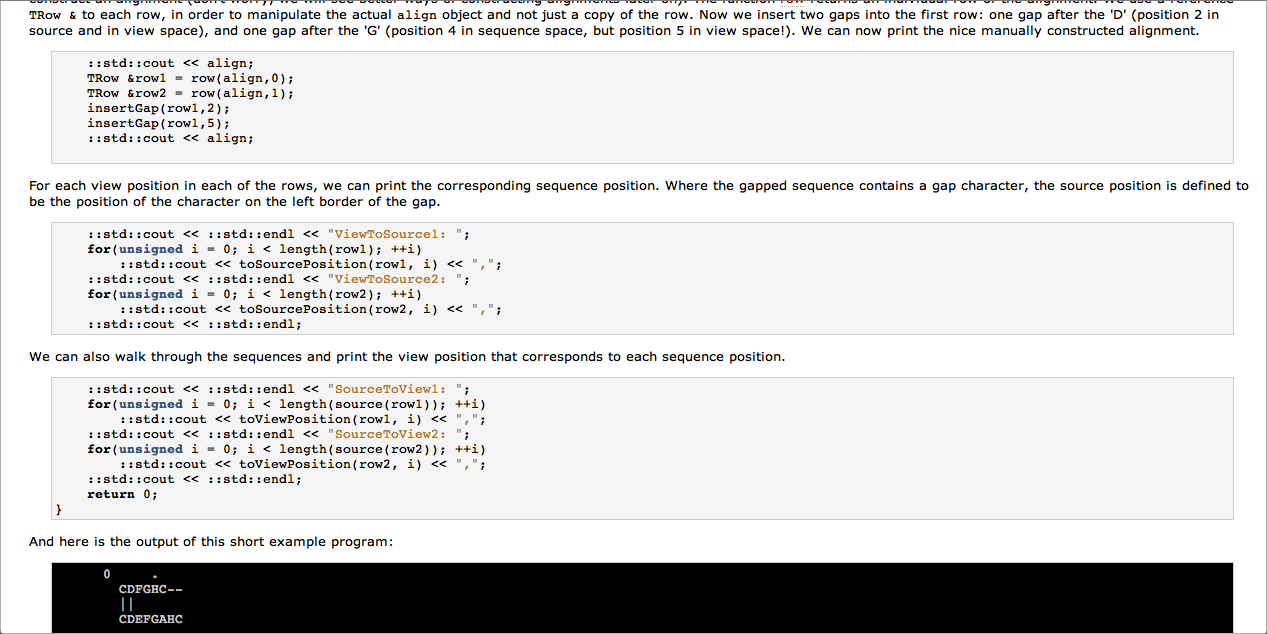 TRow & to each row, in order to manipulate the actual align object and not just a copy of the row. Now we insert two gaps into the first row: one gap after the 'D' (position 2 in
source and in view space), and one gap after the 'G' (position 4 in sequence space, but position 5 in view space!). We can now print the nice manually constructed alignment.
::std::cout << align;
TRow &row1 = row(align,0);
TRow &row2 = row(align,1);
insertGap(row1,2);
insertGap(row1,5);
::std::cout << align;
For each view position in each of the rows, we can print the corresponding sequence position. Where the gapped sequence contains a gap character, the source position is defined to
be the position of the character on the left border of the gap.
::std::cout << ::std::endl << "ViewToSource1: ";
for(unsigned i = 0; i < length(row1); ++i)
::std::cout << toSourcePosition(row1, i) << ",";
::std::cout << ::std::endl << "ViewToSource2: ";
for(unsigned i = 0; i < length(row2); ++i)
::std::cout << toSourcePosition(row2, i) << ",";
::std::cout << ::std::endl;
We can also walk through the sequences and print the view position that corresponds to each sequence position.
::std::cout << ::std::endl << "SourceToView1: ";
for(unsigned i = 0; i < length(source(row1)); ++i)
::std::cout << toViewPosition(row1, i) << ",";
::std::cout << ::std::endl << "SourceToView2: ";
for(unsigned i = 0; i < length(source(row2)); ++i)
::std::cout << toViewPosition(row2, i) << ",";
::std::cout << ::std::endl;
return 0;
}
And here is the output of this short example program:
0     .
CDFGHC--
||
CDEFGAHC